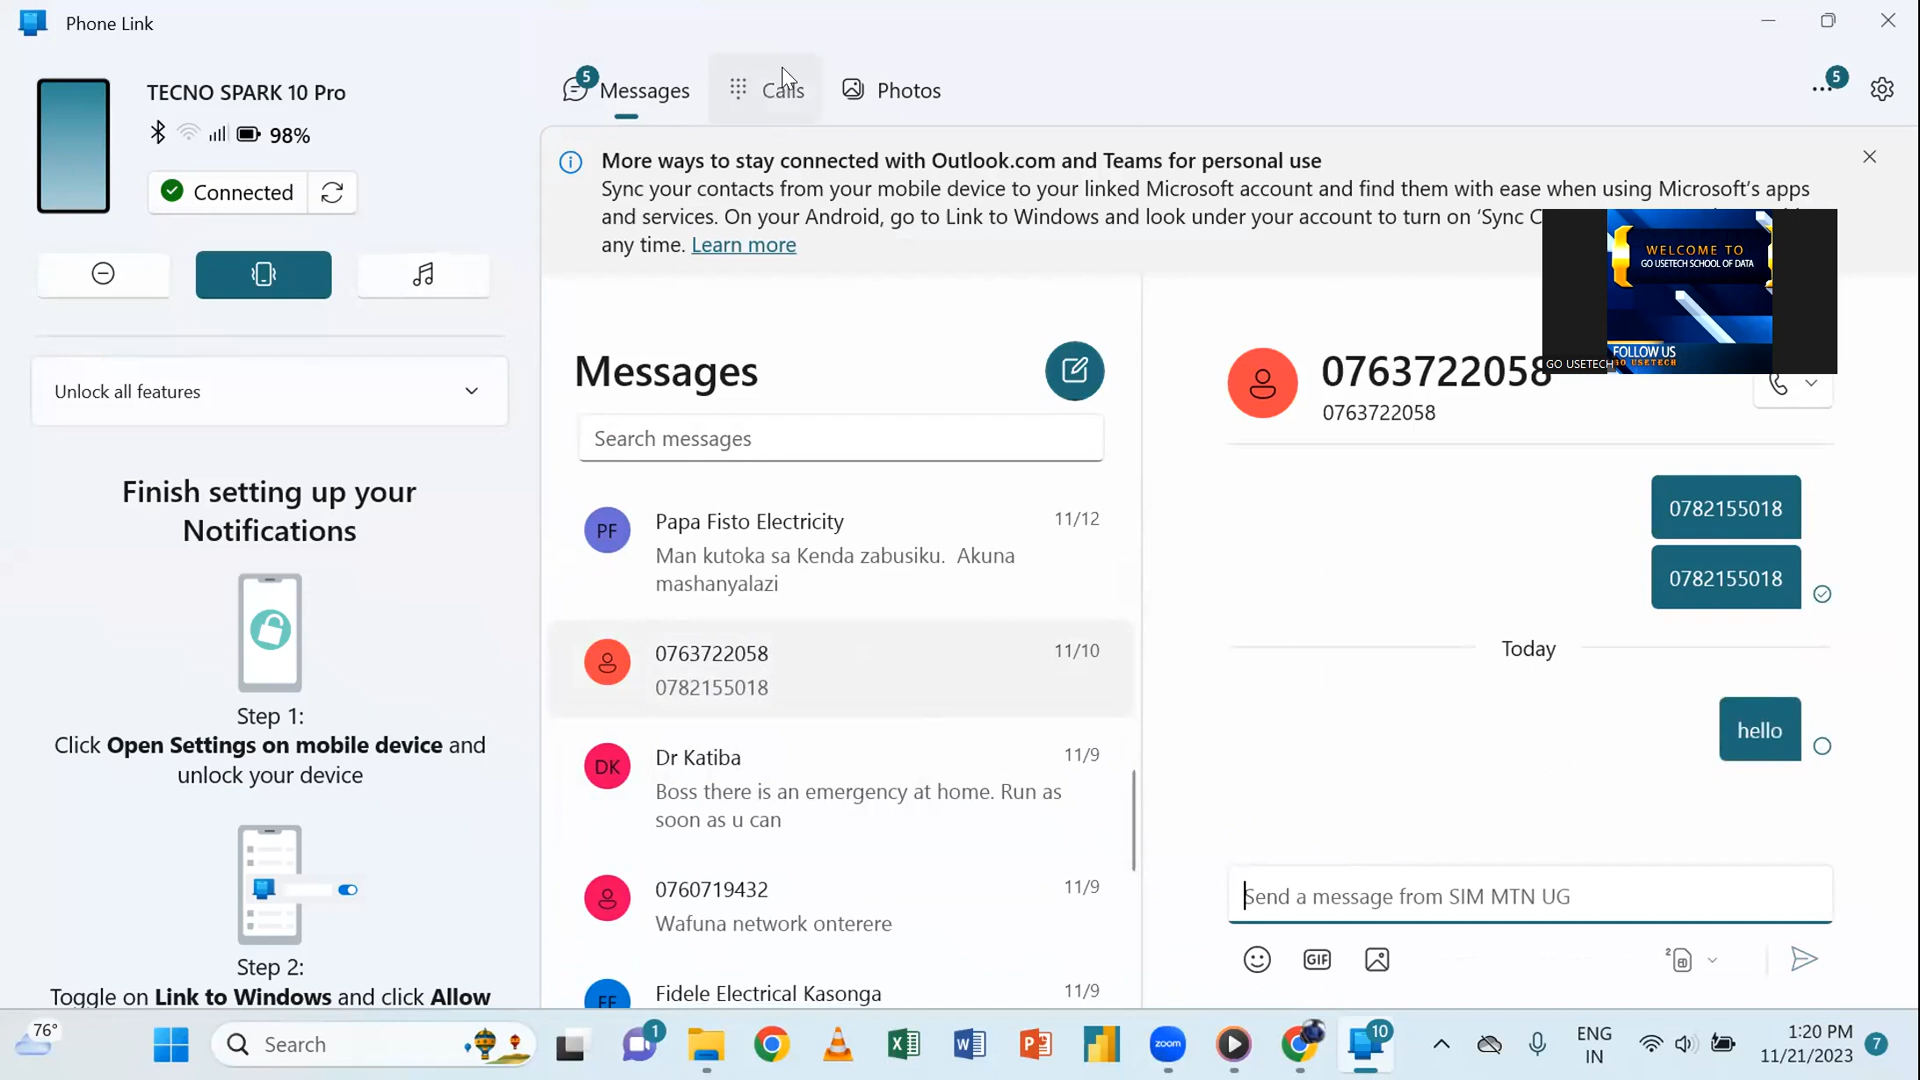 Phone Link
TECNO SPARK 10 Pro
98%
Connected
Unlock all features
Finish setting up your
Notifications
Step 1:
Click Open Settings on mobile device and
unlock your device
Step 2:
Toggle on Link to Windows and click Allow
5
Messages
Calls
Photos
5
More ways to stay connected with Outlook.com and Teams for personal use
Sync your contacts from your mobile device to your linked Microsoft account and find them with ease when using Microsoft's apps
and services. On your Android, go to Link to Windows and look under your account to turn on ‘Sync C
any time. Learn more
WELCOME TO
GO USETECH SCHOOL OF DATA
FOLLOW US
GO USETECH
GO USETECH
Messages
Search messages
PF
Papa Fisto Electricity
11/12
Man kutoka sa Kenda zabusiku. Akuna
mashanyalazi
0763722058
11/10
0782155018
DK
Dr Katiba
11/9
Boss there is an emergency at home. Run as
soon as u can
0760719432
11/9
Wafuna network onterere
Fidele Electrical Kasonga
11/9
0763722058
0763722058
0782155018
0782155018
Today
hello
Send a message from SIM MTN UG
GIF
2
76°
Search
1
zoom
10
ENG
IN
1:20 PM
11/21/2023
7